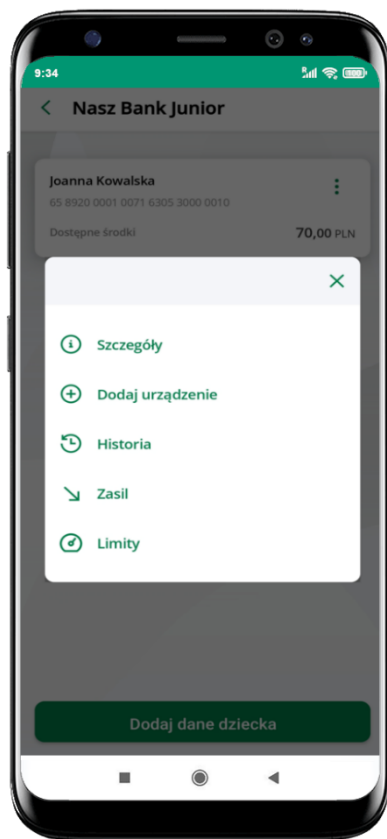 9:34
R
100
Nasz Bank Junior
Joanna Kowalska
65 8920 0001 0071 6305 3000 0010
Dostępne środki
70,00 PLN
Szczegóły
Dodaj urządzenie
Historia
Zasil
Limity
Dodaj dane dziecka